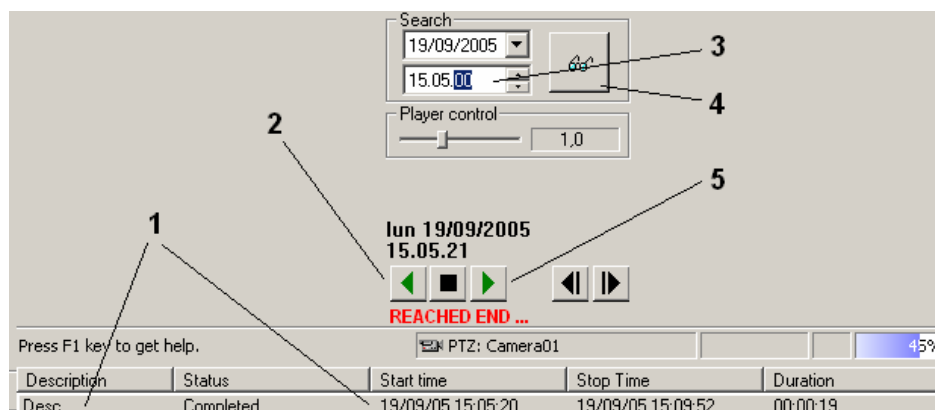 Search
19/09/2005
15.05.00
3
4
Player control
1,0
2
5
1
lun 19/09/2005
15.05.21
REACHED END ...
Press F1 key to get help.
PTZ: Camera01
45%
Description Status Start time Stop Time Duration
Desc Completed 19/09/05 15:05:20 19/09/05 15:09:52 00:00:19